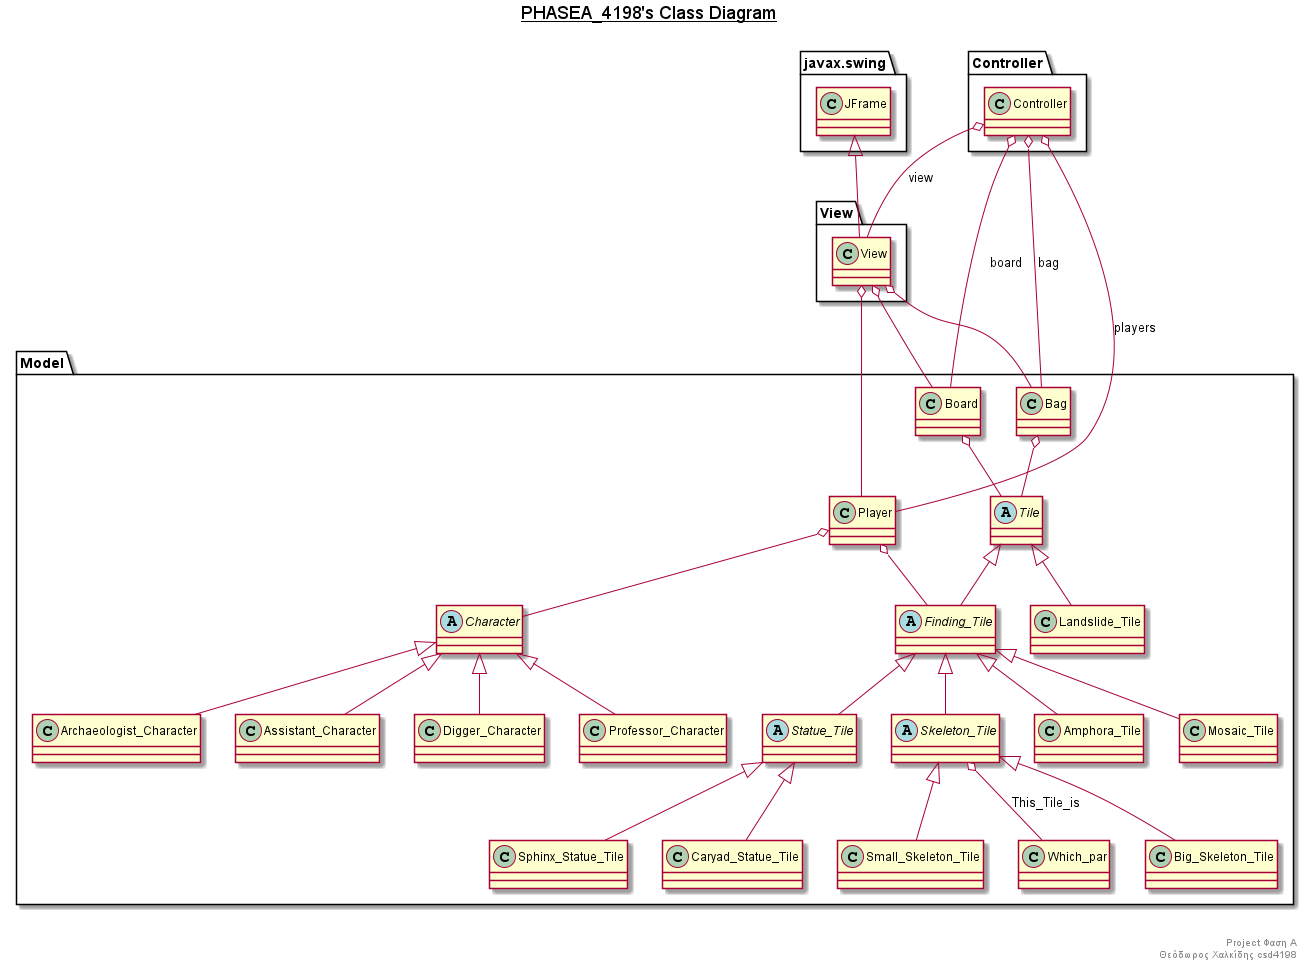 PHASEA_4198's Class Diagram
javax.swing
Controller
C JFrame
C Controller
view
View
C View
board
bag
players
Model
C Board
C Bag
C Player
A Tile
A Character
A Finding_Tile
C Landslide_Tile
C Archaeologist_Character
C Assistant_Character
C Digger_Character
C Professor_Character
A Statue_Tile
A Skeleton_Tile
C Amphora_Tile
C Mosaic_Tile
This_Tile_is
C Sphinx_Statue_Tile
C Caryad_Statue_Tile
C Small_Skeleton_Tile
C Which_par
C Big_Skeleton_Tile
Project Φαση Α
Θεόδωρος Χαλκίδης csd4198